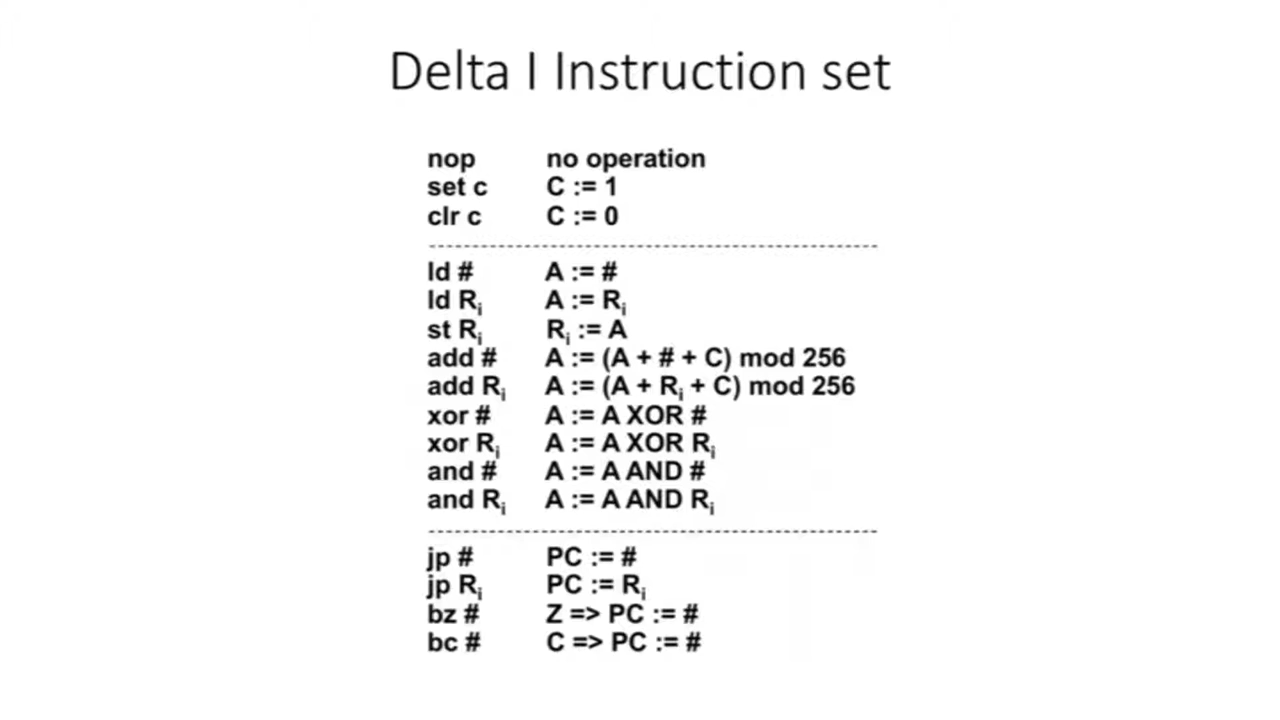 Delta I Instruction set
nop no operation
set c C := 1
clr c C := 0
ld # A := #
ld Ri A := Ri
st Ri Ri := A
add # A := (A + # + C) mod 256
add Ri A := (A + Ri + C) mod 256
xor # A := A XOR #
xor Ri A := A XOR Ri
and # A := A AND #
and Ri A := A AND Ri
jp # PC := #
jp Ri PC := Ri
bz # Z => PC := #
bc # C => PC := #